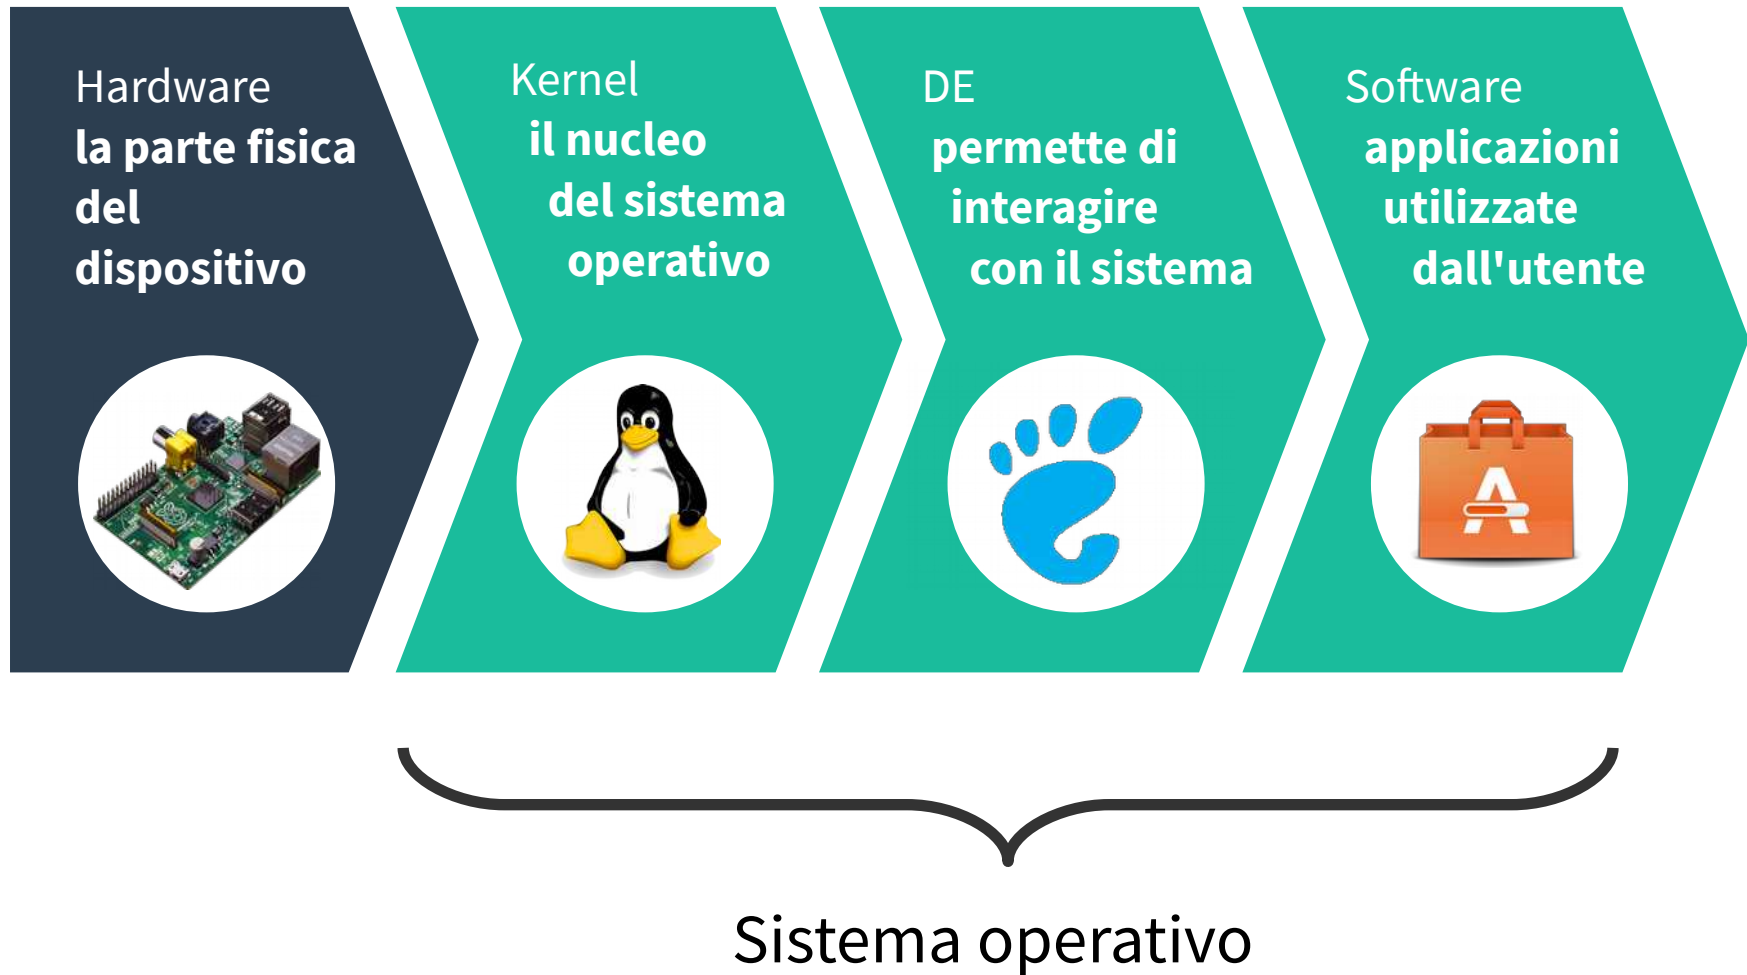 Hardware
la parte fisica
del
dispositivo
Kernel
il nucleo
del sistema
operativo
DE
permette di
interagire
con il sistema
Software
applicazioni
utilizzate
dall'utente
A
Sistema operativo